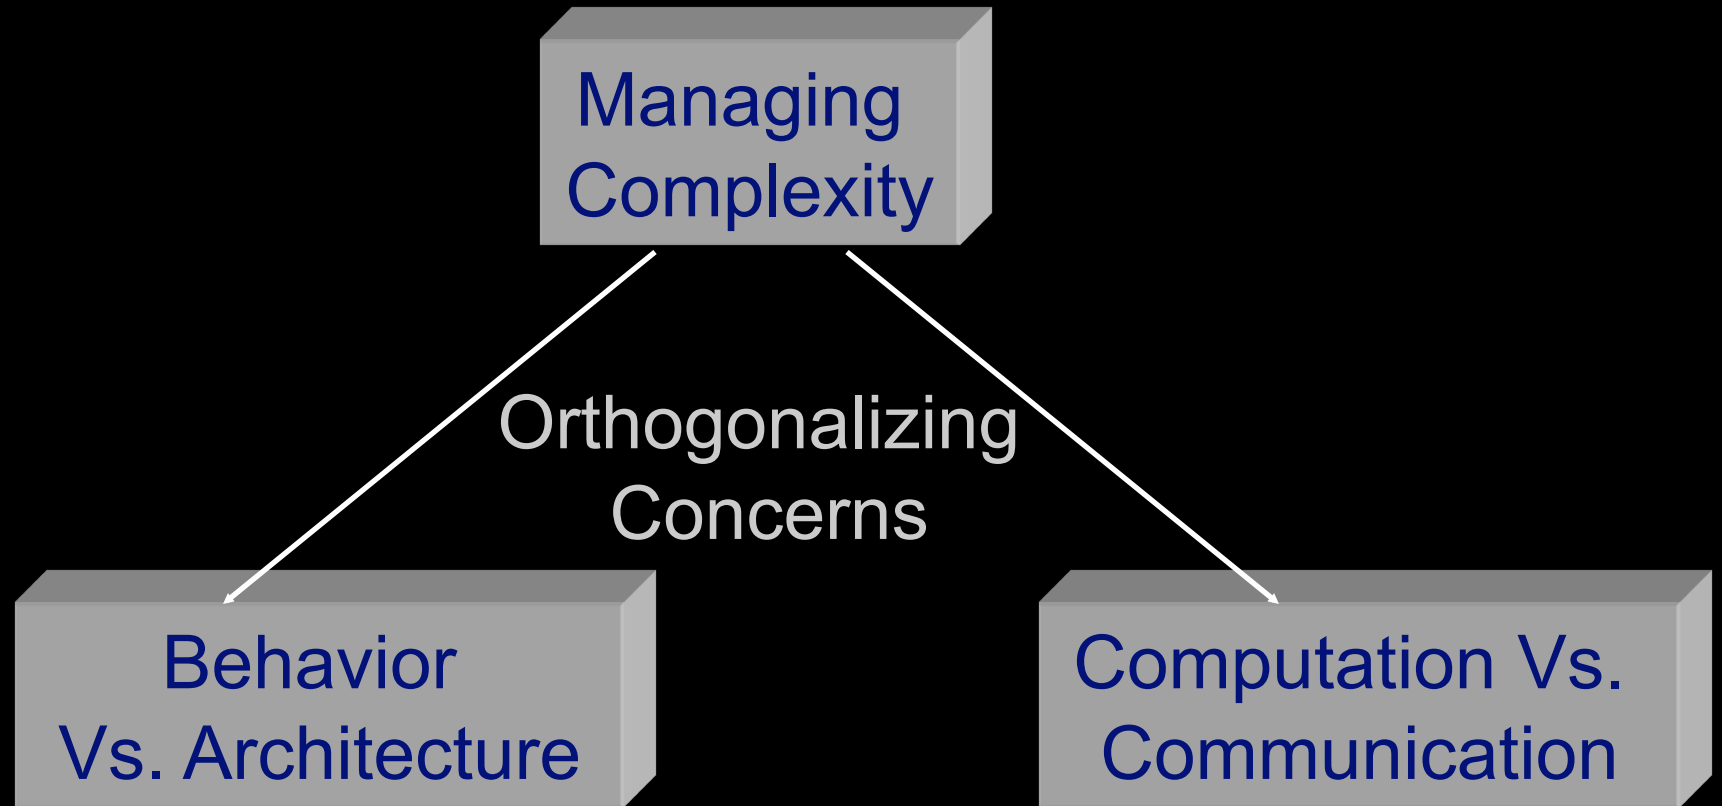 Managing
Complexity
Orthogonalizing
Concerns
Behavior
Vs. Architecture
Computation Vs.
Communication